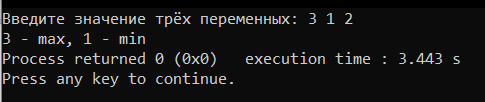 Введите значение трёх переменных: 3 1 2
3 - max, 1 - min
Process returned 0 (0x0)   execution time : 3.443 s
Press any key to continue.